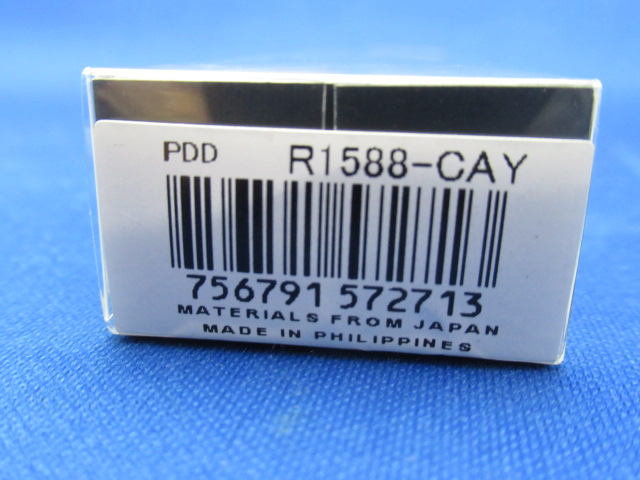 PDD R1588-CAY
756791 572713
MATERIALS FROM JAPAN
MADE IN PHILIPPINES